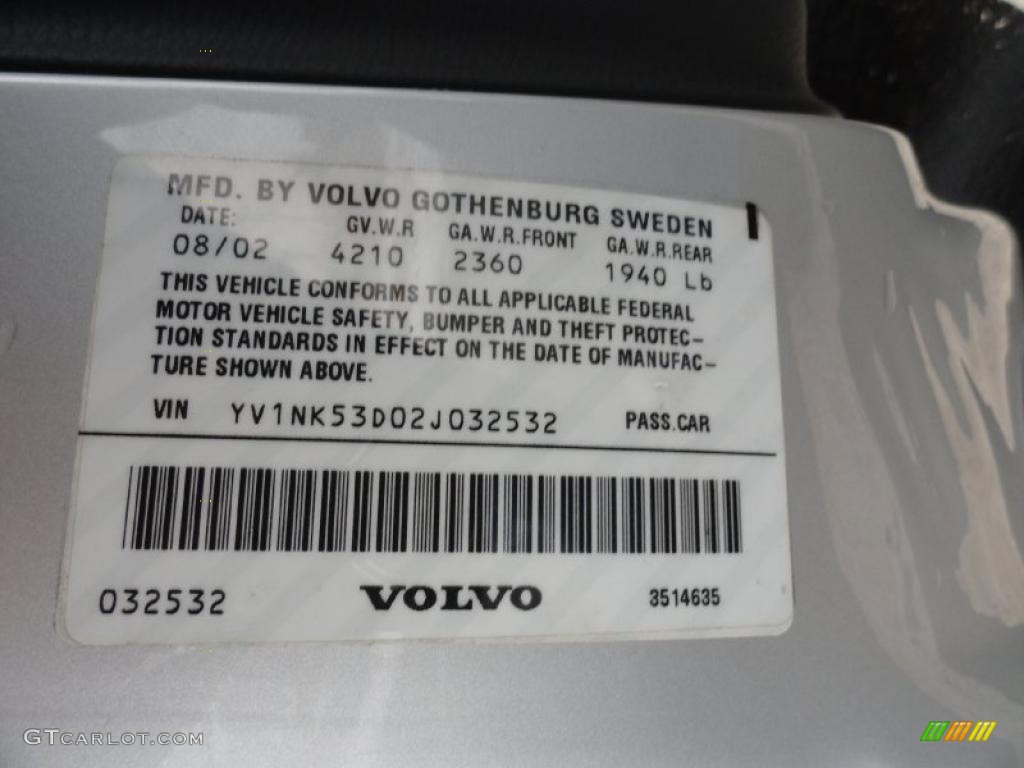 MFD. BY VOLVO GOTHENBURG SWEDEN
DATE: GV.W.R GA.W.R.FRONT GA.W.R.REAR
08/02 4210 2360 1940 Lb
THIS VEHICLE CONFORMS TO ALL APPLICABLE FEDERAL
MOTOR VEHICLE SAFETY, BUMPER AND THEFT PROTEC-
TION STANDARDS IN EFFECT ON THE DATE OF MANUFAC-
TURE SHOWN ABOVE.
VIN YV1NK53D02J032532 PASS.CAR
032532 VOLVO 3514635
GTCARLOT.COM